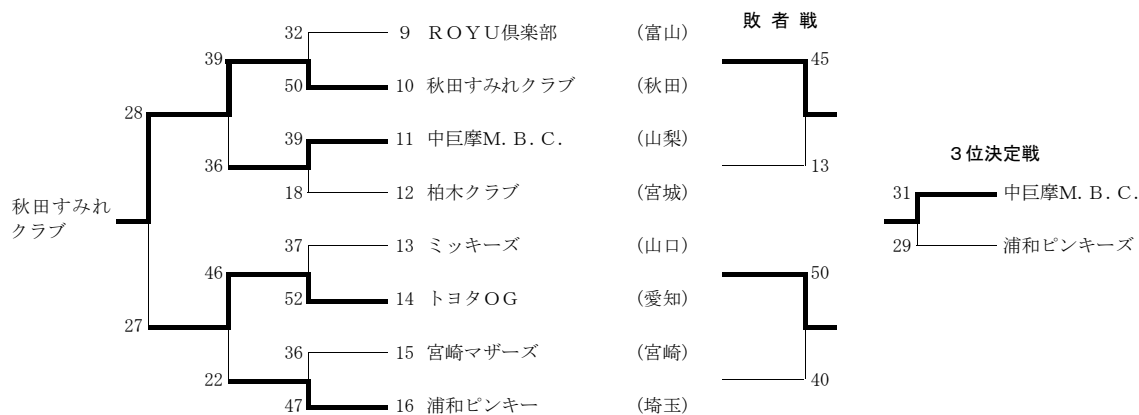 敗者戦
32 9 ROYU倶楽部 (富山)
39 45
50 10 秋田すみれクラブ (秋田)
28
39 11 中巨摩M.B.C. (山梨)
3位決定戦
36 13
18 12 柏木クラブ (宮城)
31 中巨摩M.B.C.
秋田すみれ
クラブ
37 13 ミッキーズ (山口)
29 浦和ピンキーズ
46 50
52 14 トヨタOG (愛知)
27
36 15 宮崎マザーズ (宮崎)
22 40
47 16 浦和ピンキー (埼玉)